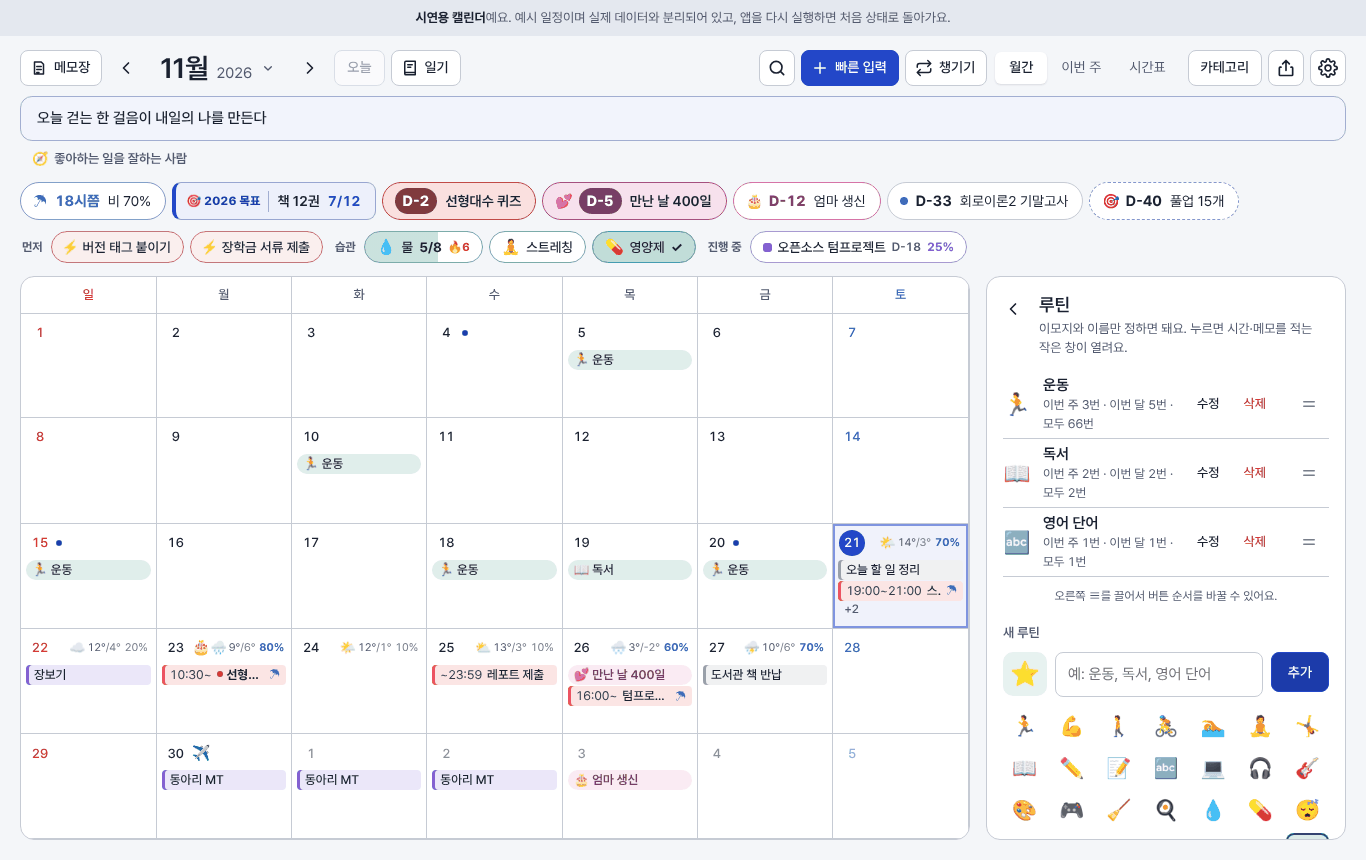 시연용 캘린더예요. 예시 일정이며 실제 데이터와 분리되어 있고, 앱을 다시 실행하면 처음 상태로 돌아가요.
메모장 11월 2026 오늘 일기 빠른 입력 챙기기 월간 이번 주 시간표 카테고리
오늘 걷는 한 걸음이 내일의 나를 만든다
좋아하는 일을 잘하는 사람
18시쯤 비 70% 2026 목표 책 12권 7/12 D-2 선형대수 퀴즈 D-5 만난 날 400일 D-12 엄마 생신 D-33 회로이론2 기말고사 D-40 풀업 15개
먼저 버전 태그 붙이기 장학금 서류 제출 습관 물 5/8 🔥6 스트레칭 영양제 ✓ 진행 중 오픈소스 텀프로젝트 D-18 25%
일 월 화 수 목 금 토
1 2 3 4 5 6 7
운동
8 9 10 11 12 13 14
운동
15 16 17 18 19 20 21 14°/3° 70%
운동 운동 독서 운동 오늘 할 일 정리
19:00~21:00 스.
+2
22 12°/4° 20% 23 9°/6° 80% 24 12°/1° 10% 25 13°/3° 10% 26 3°/-2° 60% 27 10°/6° 70% 28
장보기 10:30~ 선형... ~23:59 레포트 제출 만난 날 400일 도서관 책 반납
16:00~ 텀프로...
29 30 1 2 3 4 5
동아리 MT 동아리 MT 동아리 MT 엄마 생신
루틴
이모지와 이름만 정하면 돼요. 누르면 시간·메모를 적는
작은 창이 열려요.
운동
이번 주 3번 · 이번 달 5번 ·
모두 66번
수정 삭제
독서
이번 주 2번 · 이번 달 2번 ·
모두 2번
수정 삭제
abc
영어 단어
이번 주 1번 · 이번 달 1번 ·
모두 1번
수정 삭제
오른쪽 ≡를 끌어서 버튼 순서를 바꿀 수 있어요.
새 루틴
예: 운동, 독서, 영어 단어 추가
abc